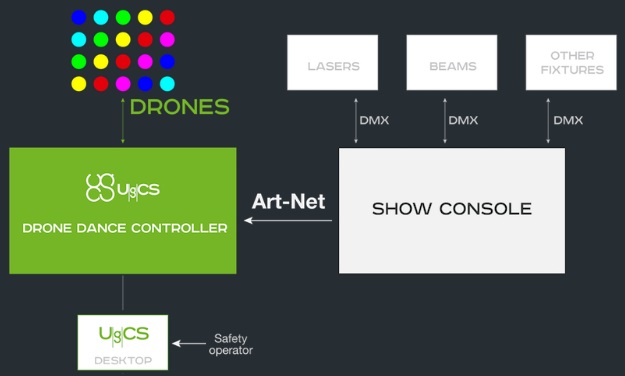 DRONES
LASERS
BEAMS
OTHER
FIXTURES
DMX
DMX
DMX
UgCS
DRONE DANCE CONTROLLER
Art-Net
SHOW CONSOLE
UgCS
DESKTOP
Safety
operator